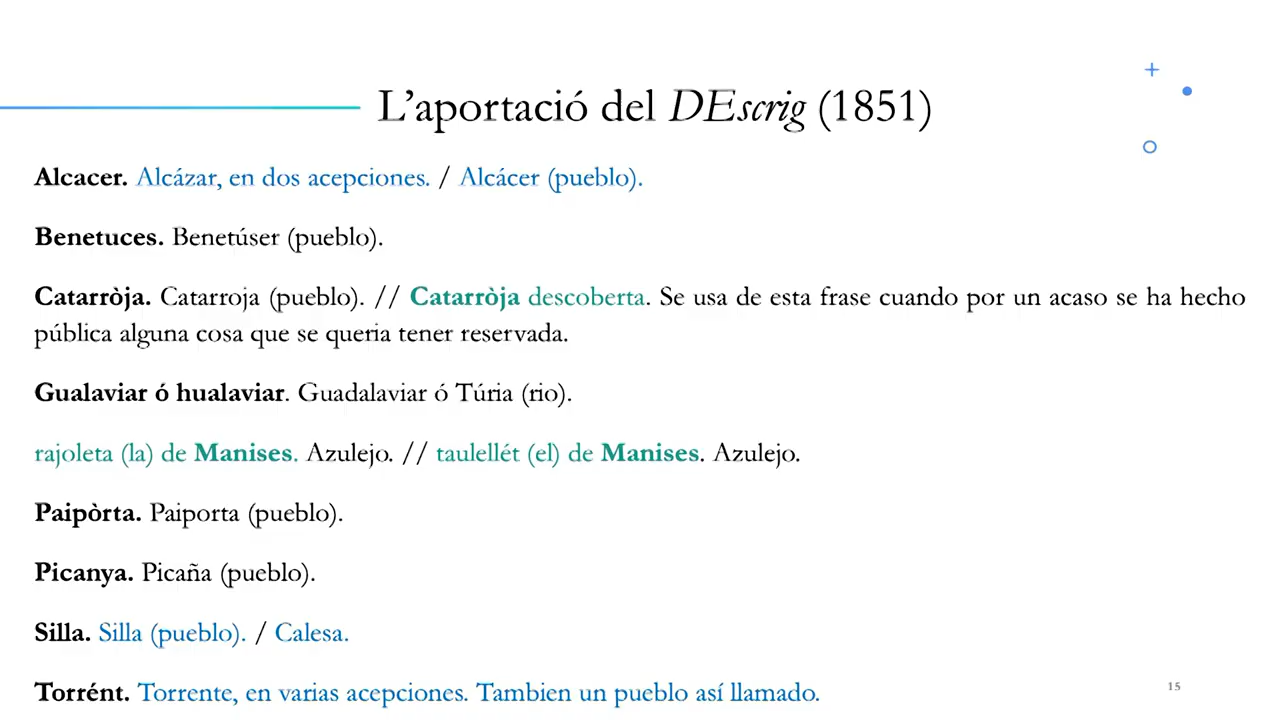 L'aportació del DEscrig (1851)
Alcacer. Alcázar, en dos acepciones. / Alcácer (pueblo).
Benetuces. Benetúser (pueblo).
Catarròja. Catarroja (pueblo). // Catarròja descoberta. Se usa de esta frase cuando por un acaso se ha hecho
pública alguna cosa que se queria tener reservada.
Gualaviar ó hualaviar. Guadalaviar ó Túria (rio).
rajoleta (la) de Manises. Azulejo. // taulellét (el) de Manises. Azulejo.
Paipòrta. Paiporta (pueblo).
Picanya. Picaña (pueblo).
Silla. Silla (pueblo). / Calesa.
Torrént. Torrente, en varias acepciones. Tambien un pueblo así llamado.
15